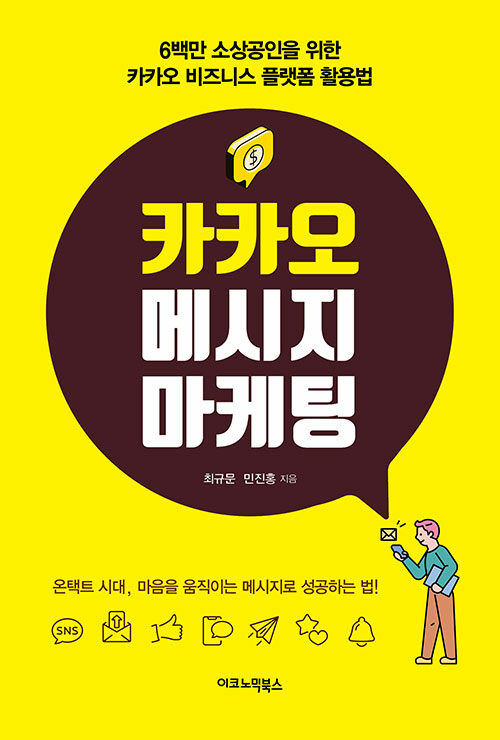 6백만 소상공인을 위한
카카오 비즈니스 플랫폼 활용법
$
카카오
메시지
마케팅
최규문 민진홍 지음
온택트 시대, 마음을 움직이는 메시지로 성공하는 법!
SNS
이코노믹북스